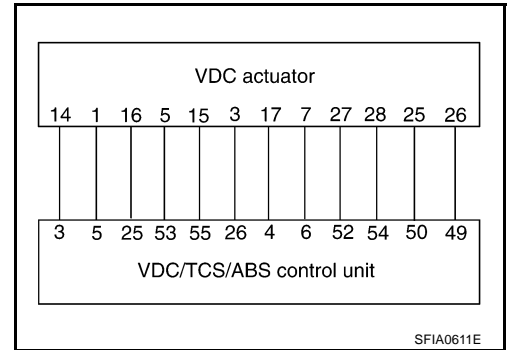 VDC actuator
14 1 16 5 15 3 17 7 27 28 25 26
3 5 25 53 55 26 4 6 52 54 50 49
VDC/TCS/ABS control unit
SFIA0611E